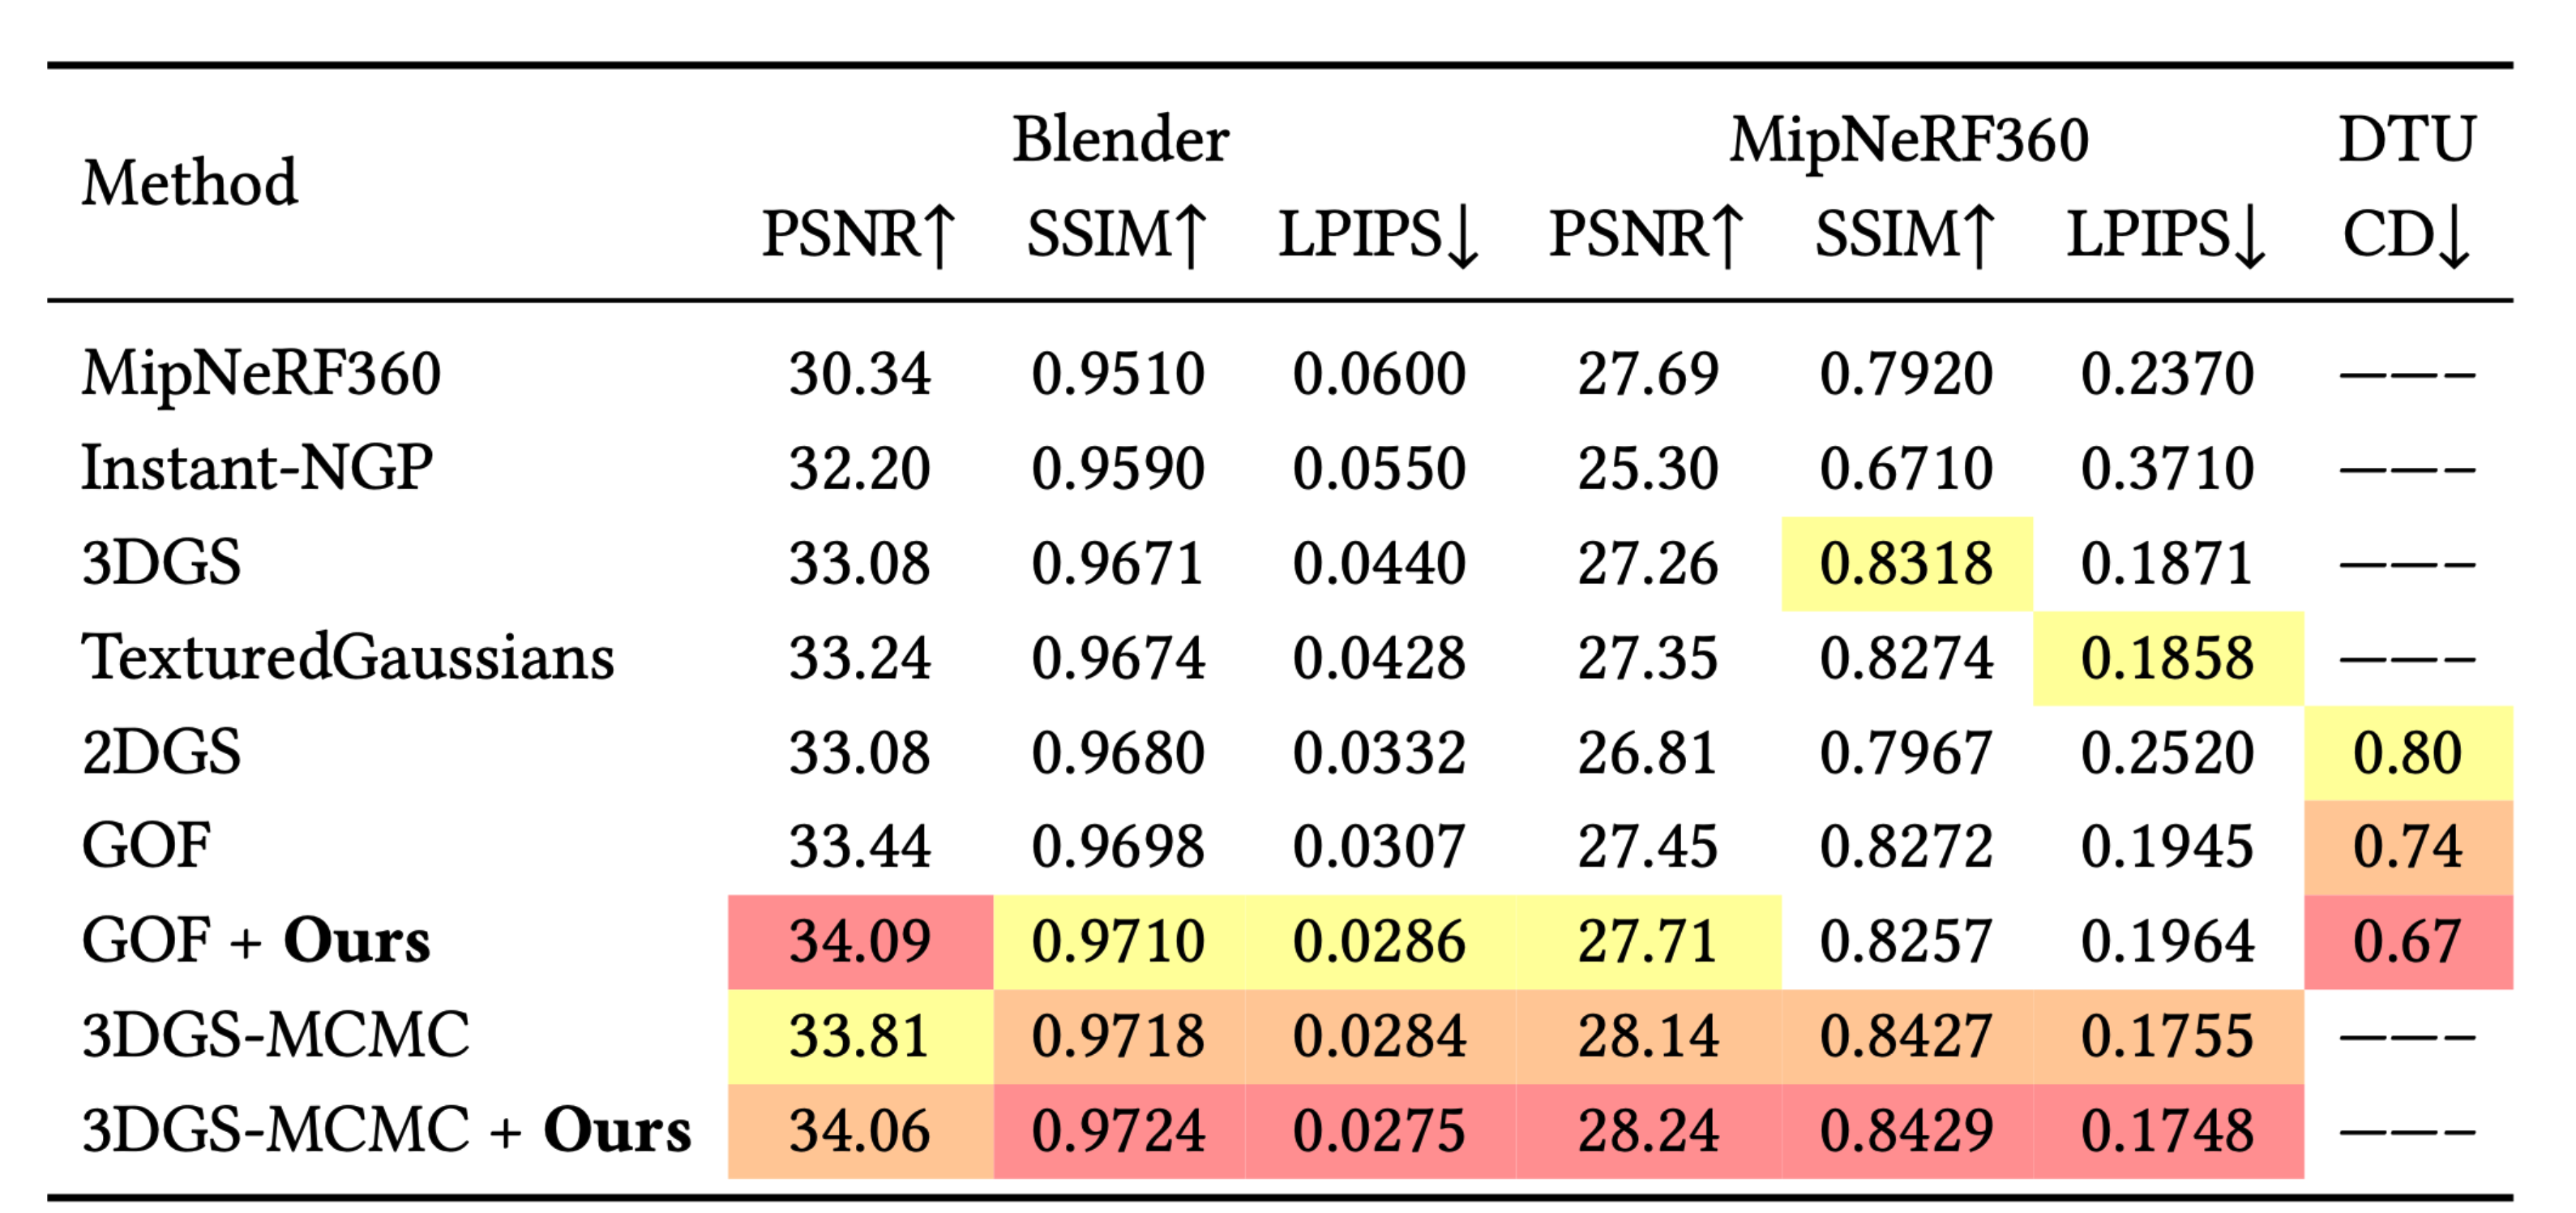 Blender MipNeRF360 DTU
Method PSNR↑ SSIM↑ LPIPS↓ PSNR↑ SSIM↑ LPIPS↓ CD↓
MipNeRF360 30.34 0.9510 0.0600 27.69 0.7920 0.2370 ———
Instant-NGP 32.20 0.9590 0.0550 25.30 0.6710 0.3710 ———
3DGS 33.08 0.9671 0.0440 27.26 0.8318 0.1871 ———
TexturedGaussians 33.24 0.9674 0.0428 27.35 0.8274 0.1858 ———
2DGS 33.08 0.9680 0.0332 26.81 0.7967 0.2520 0.80
GOF 33.44 0.9698 0.0307 27.45 0.8272 0.1945 0.74
GOF + Ours 34.09 0.9710 0.0286 27.71 0.8257 0.1964 0.67
3DGS-MCMC 33.81 0.9718 0.0284 28.14 0.8427 0.1755 ———
3DGS-MCMC + Ours 34.06 0.9724 0.0275 28.24 0.8429 0.1748 ———